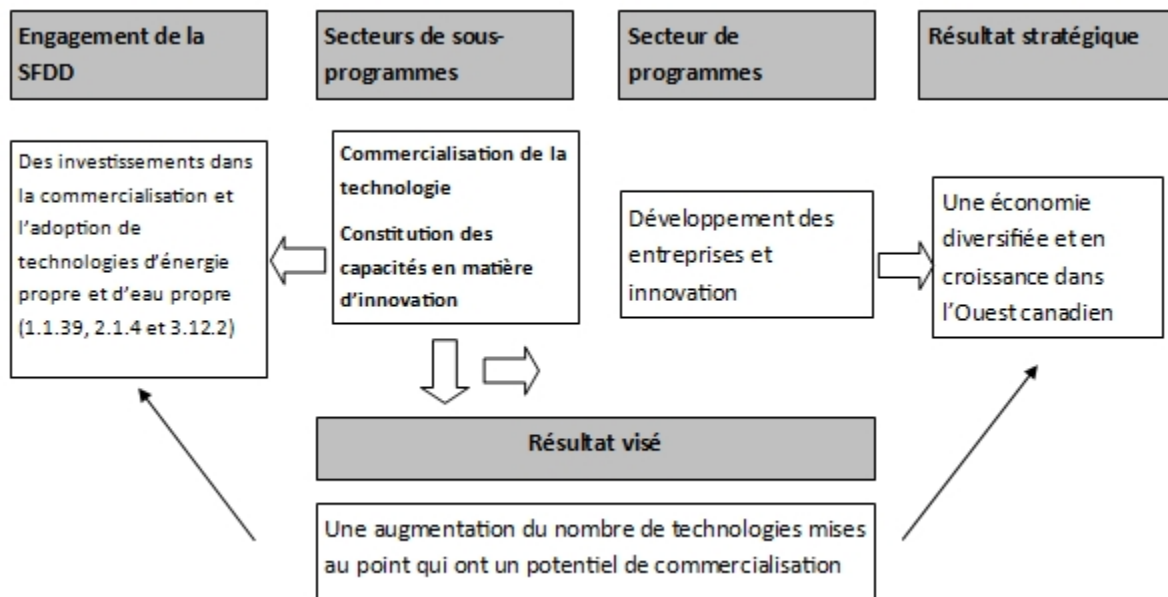 Engagement de la
SFDD
Secteurs de sous-
programmes
Secteur de
programmes
Résultat stratégique
Des investissements dans
la commercialisation et
l'adoption de
technologies d'énergie
propre et d'eau propre
(1.1.39, 2.1.4 et 3.12.2)
Commercialisation de la
technologie
Constitution des
capacités en matière
d'innovation
Développement des
entreprises et
innovation
Une économie
diversifiée et en
croissance dans
l'Ouest canadien
Résultat visé
Une augmentation du nombre de technologies mises
au point qui ont un potentiel de commercialisation